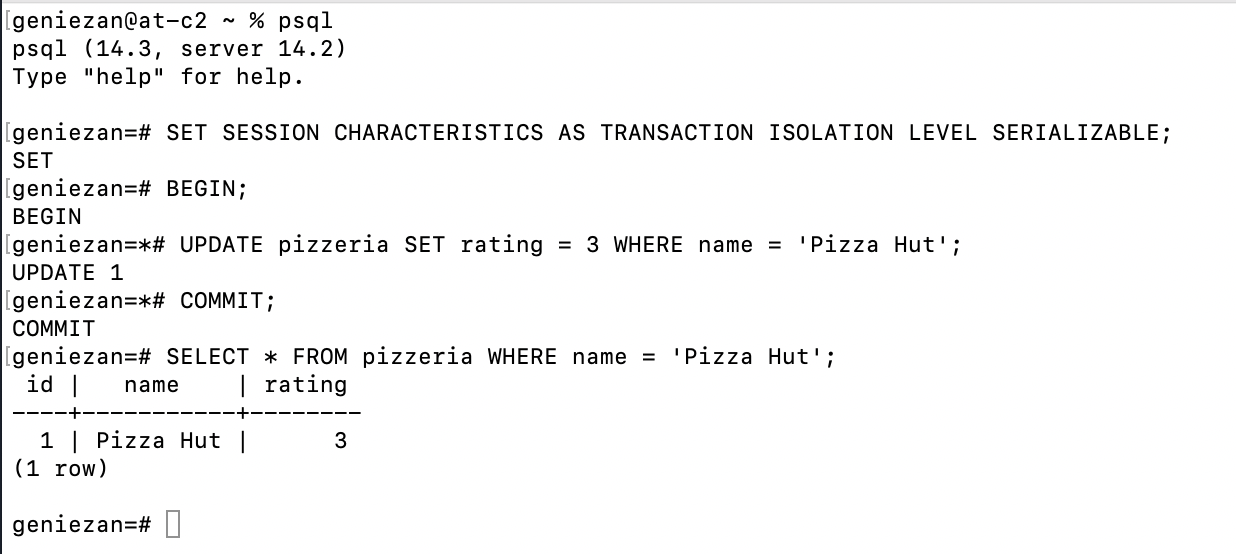 [geniezan@at-c2 ~ % psql
psql (14.3, server 14.2)
Type "help" for help.

[geniezan=# SET SESSION CHARACTERISTICS AS TRANSACTION ISOLATION LEVEL SERIALIZABLE;
SET
[geniezan=# BEGIN;
BEGIN
[geniezan=*# UPDATE pizzeria SET rating = 3 WHERE name = 'Pizza Hut';
UPDATE 1
[geniezan=*# COMMIT;
COMMIT
[geniezan=# SELECT * FROM pizzeria WHERE name = 'Pizza Hut';
 id |   name    | rating
----+-----------+--------
  1 | Pizza Hut |      3
(1 row)

geniezan=#